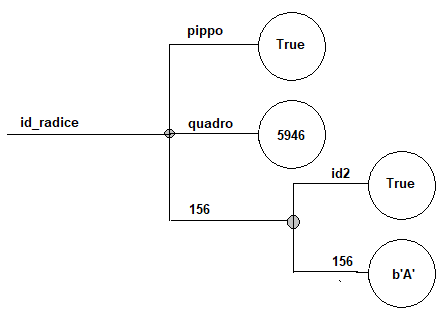 pippo
True
id_radice
quadro
5946
156
id2
True
156
b'A'